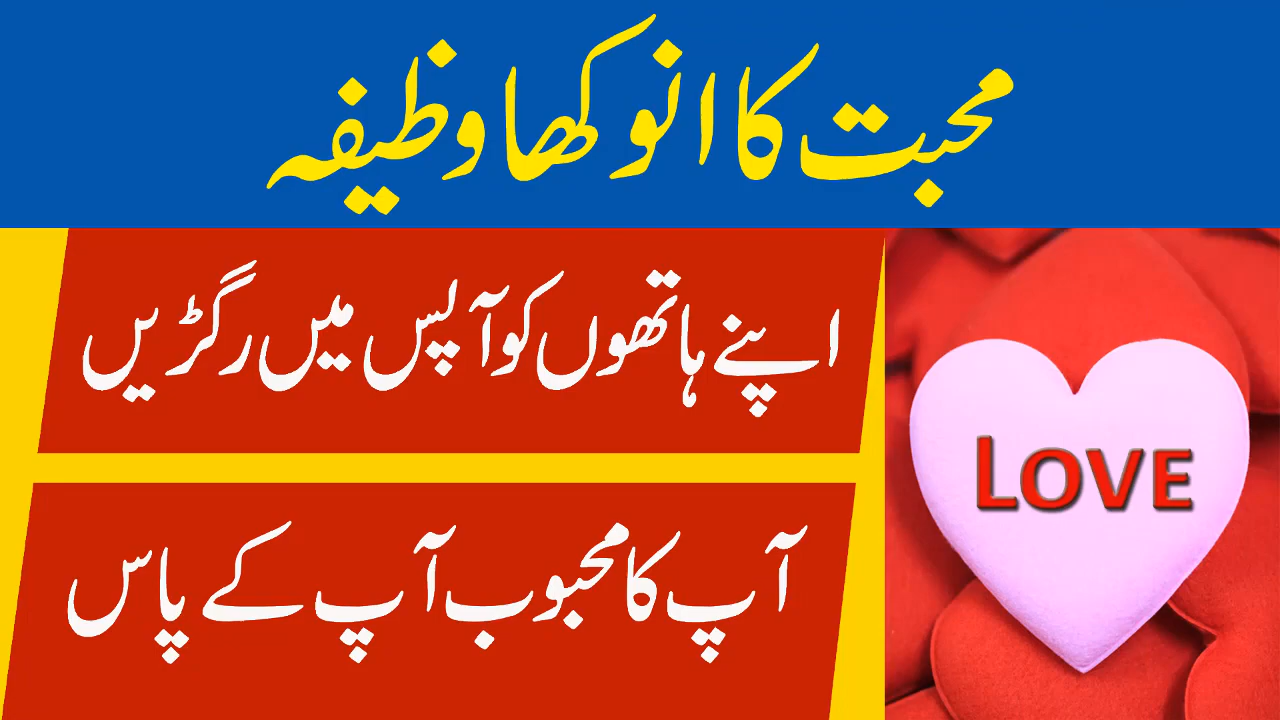 محبت کا انوکھا وظیفہ
اپنے ہاتھوں کو آپس میں رگڑیں
آپ کا محبوب آپ کے پاس
LOVE